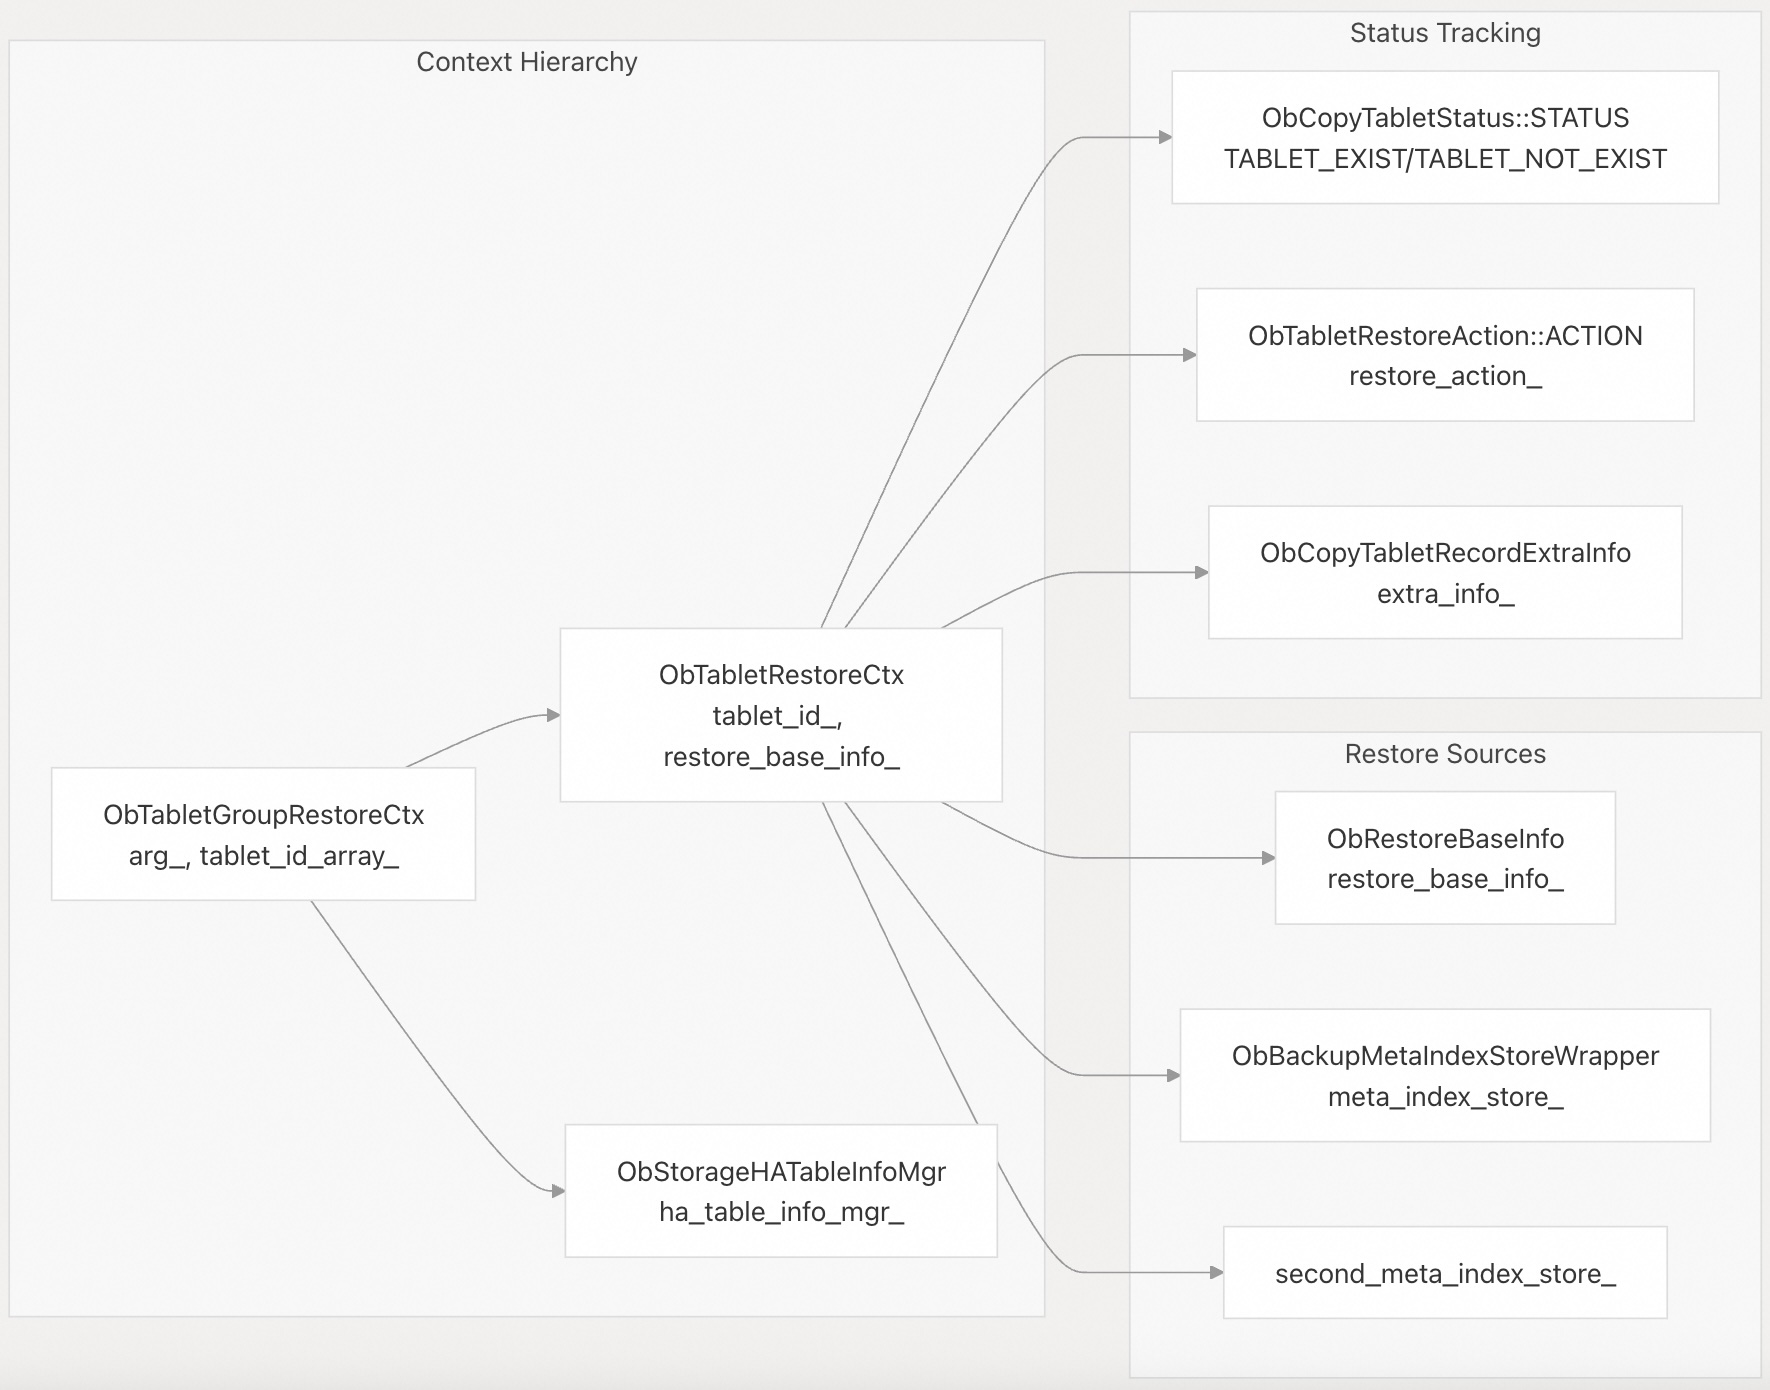 Context Hierarchy
ObTabletGroupRestoreCtx
arg_, tablet_id_array_
ObTabletRestoreCtx
tablet_id_,
restore_base_info_
ObStorageHATableInfoMgr
ha_table_info_mgr_
Status Tracking
ObCopyTabletStatus::STATUS
TABLET_EXIST/TABLET_NOT_EXIST
ObTabletRestoreAction::ACTION
restore_action_
ObCopyTabletRecordExtraInfo
extra_info_
Restore Sources
ObRestoreBaseInfo
restore_base_info_
ObBackupMetaIndexStoreWrapper
meta_index_store_
second_meta_index_store_